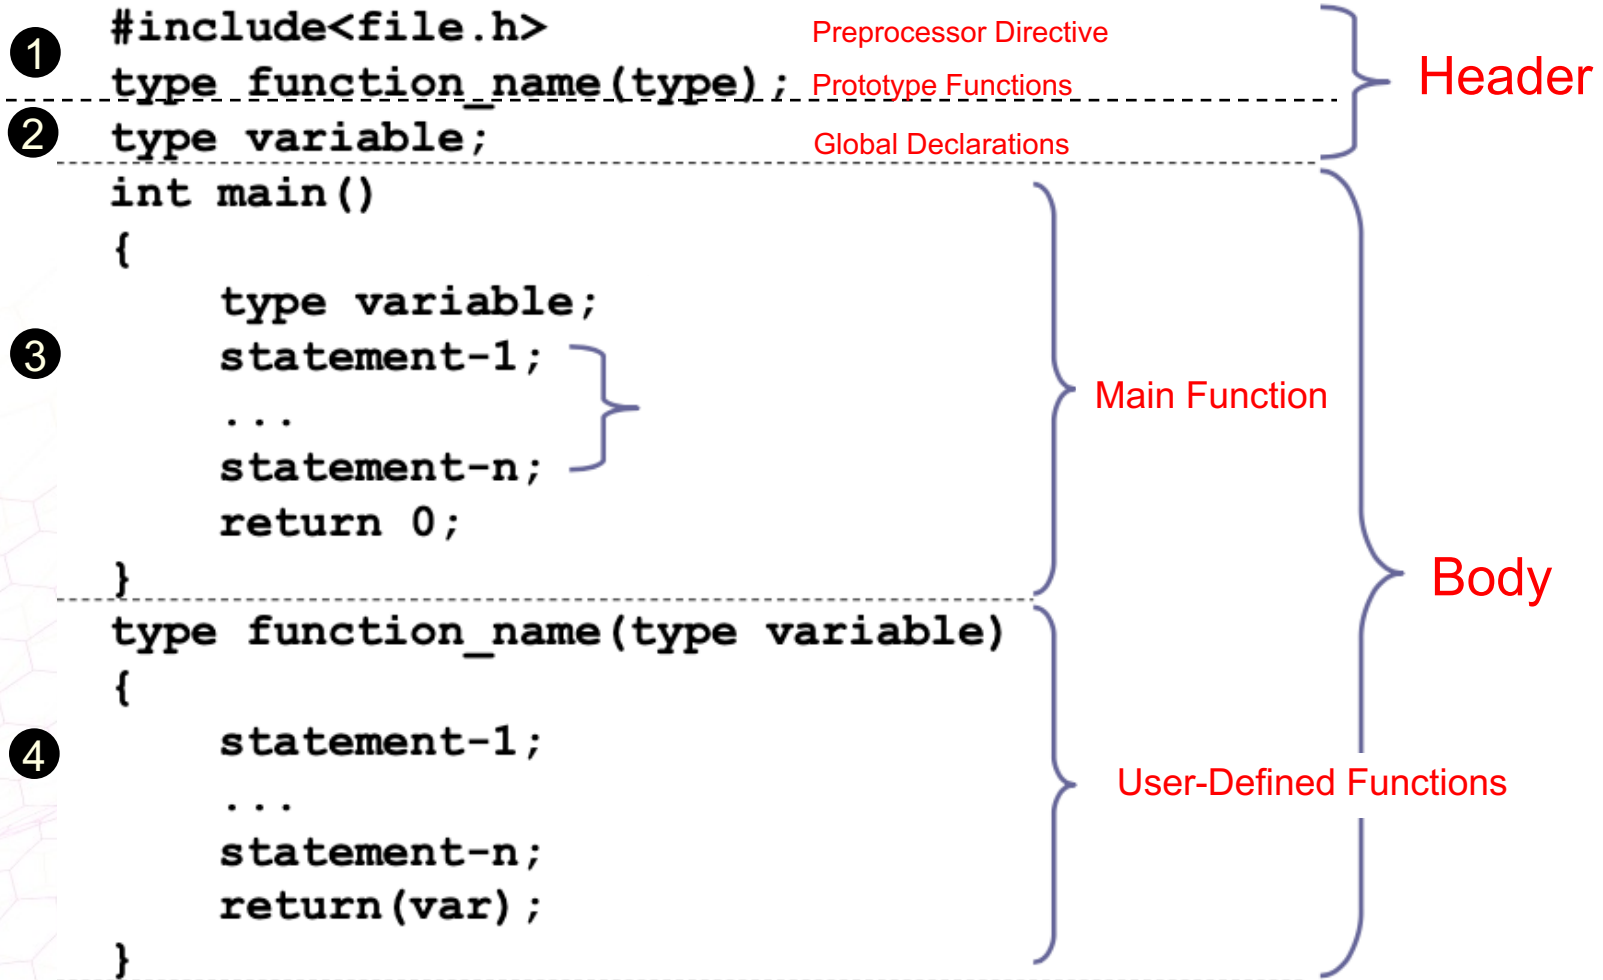 1
#include<file.h> Preprocessor Directive
type function_name(type); Prototype Functions
Header
2
type variable; Global Declarations
int main()
{
type variable;
3
statement-1;
...
statement-n;
return 0;
}
Main Function
Body
type function_name(type variable)
{
4
statement-1;
...
statement-n;
return(var);
}
User-Defined Functions